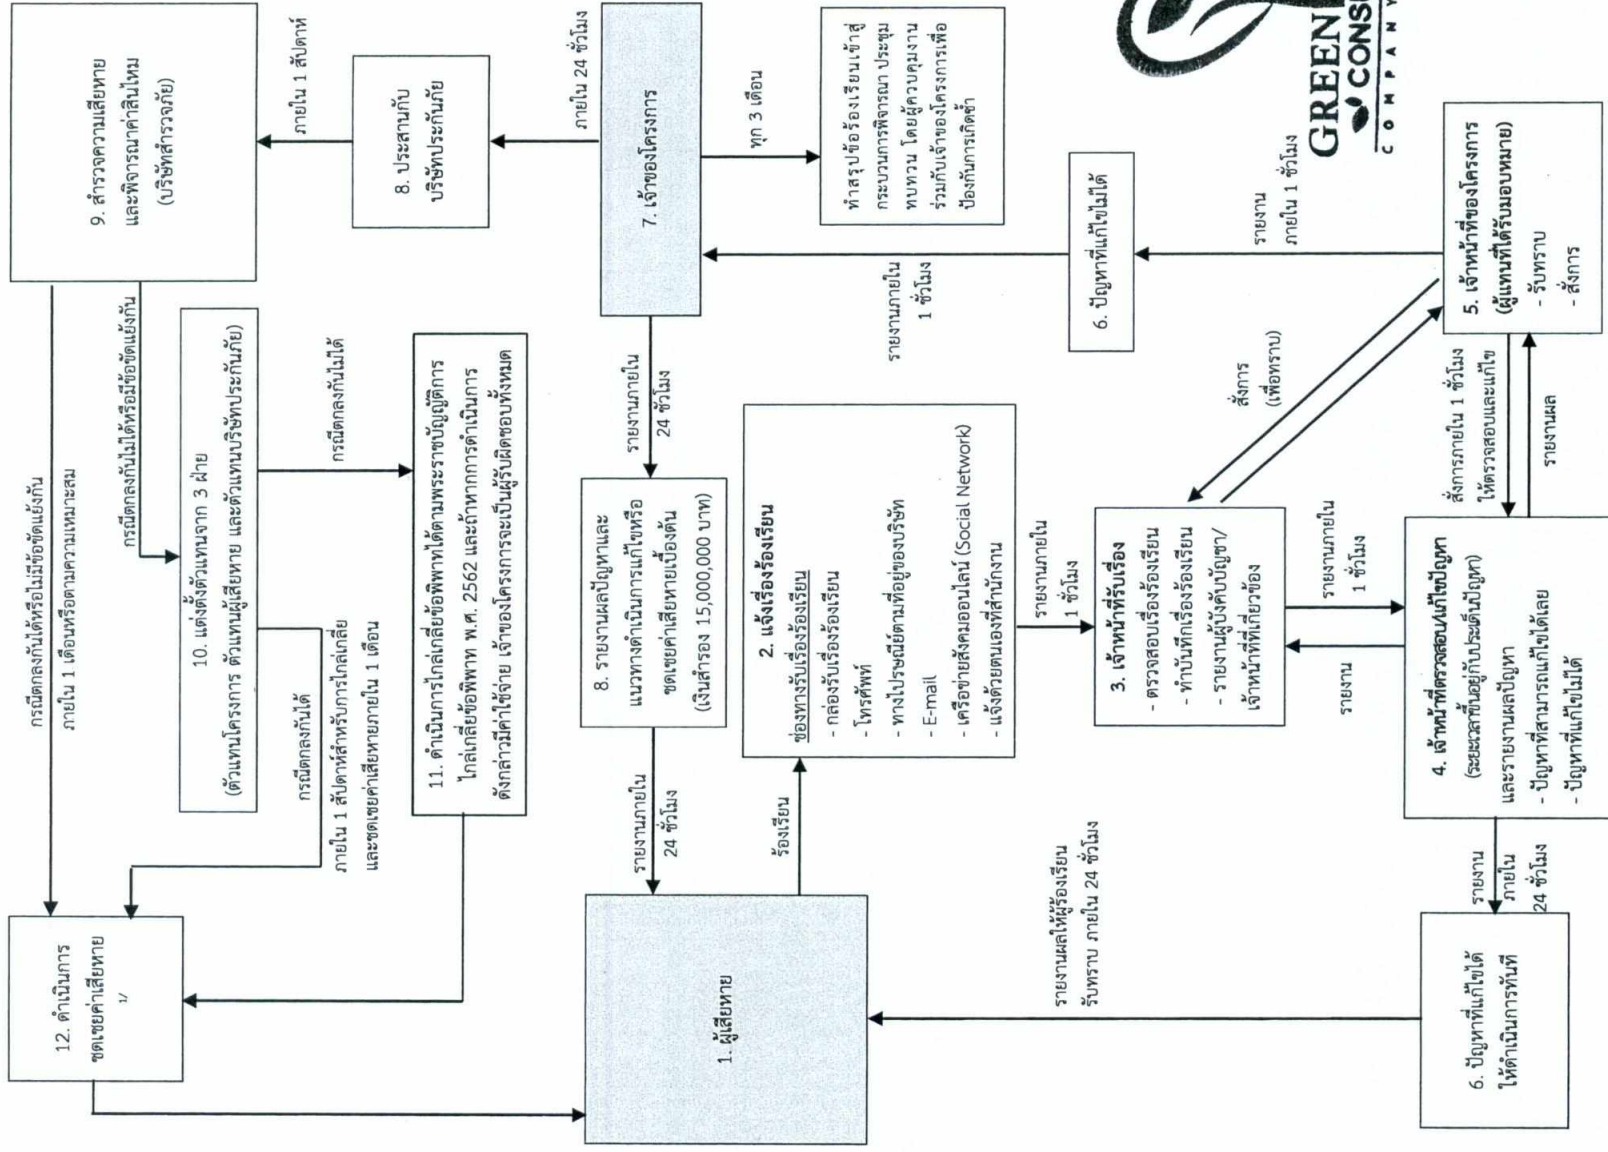 1. ผู้เสียหาย
ร้องเรียน
2. แจ้งเรื่องร้องเรียน
ช่องทางรับเรื่องร้องเรียน
- กล่องรับเรื่องร้องเรียน
- โทรศัพท์
- ทางไปรษณีย์ตามที่อยู่ของบริษัท
- E-mail
- เครือข่ายสังคมออนไลน์ (Social Network)
- แจ้งด้วยตนเองที่สำนักงาน
รายงานภายใน
1 ชั่วโมง
3. เจ้าหน้าที่รับเรื่อง
- ตรวจสอบเรื่องร้องเรียน
- ทำบันทึกเรื่องร้องเรียน
- รายงานผู้บังคับบัญชา/
เจ้าหน้าที่ที่เกี่ยวข้อง
รายงานภายใน
1 ชั่วโมง
รายงาน
สั่งการ
(เพื่อทราบ)
4. เจ้าหน้าที่ตรวจสอบ/แก้ไขปัญหา
(ระยะเวลาขึ้นอยู่กับประเด็นปัญหา)
และรายงานผลปัญหา
- ปัญหาที่สามารถแก้ไขได้เลย
- ปัญหาที่แก้ไขไม่ได้
สั่งการภายใน 1 ชั่วโมง
ให้ตรวจสอบและแก้ไข
รายงานผล
5. เจ้าหน้าที่ของโครงการ
(ผู้แทนที่ได้รับมอบหมาย)
- รับทราบ
- สั่งการ
รายงาน
ภายใน
24 ชั่วโมง
6. ปัญหาที่แก้ไขได้
ให้ดำเนินการทันที
รายงานผลให้ผู้ร้องเรียน
รับทราบ ภายใน 24 ชั่วโมง
รายงาน
ภายใน 1 ชั่วโมง
6. ปัญหาที่แก้ไขไม่ได้
รายงานภายใน
1 ชั่วโมง
7. เจ้าของโครงการ
ทุก 3 เดือน
ทำสรุปข้อร้องเรียนเข้าสู่
กระบวนการพิจารณา ประชุม
ทบทวน โดยผู้ควบคุมงาน
ร่วมกับเจ้าของโครงการเพื่อ
ป้องกันการเกิดซ้ำ
รายงานภายใน
24 ชั่วโมง
8. รายงานผลปัญหาและ
แนวทางดำเนินการแก้ไขหรือ
ชดเชยค่าเสียหายเบื้องต้น
(เงินสำรอง 15,000,000 บาท)
รายงานภายใน
24 ชั่วโมง
ภายใน 24 ชั่วโมง
8. ประสานกับ
บริษัทประกันภัย
ภายใน 1 สัปดาห์
9. สำรวจความเสียหาย
และพิจารณาค่าสินไหม
(บริษัทสำรวจภัย)
กรณีตกลงกันได้หรือไม่มีข้อขัดแย้งกัน
ภายใน 1 เดือนหรือตามความเหมาะสม
กรณีตกลงกันไม่ได้หรือมีข้อขัดแย้งกัน
10. แต่งตั้งตัวแทนจาก 3 ฝ่าย
(ตัวแทนโครงการ ตัวแทนผู้เสียหาย และตัวแทนบริษัทประกันภัย)
กรณีตกลงกันได้
ภายใน 1 สัปดาห์สำหรับการไกล่เกลี่ย
และชดเชยค่าเสียหายภายใน 1 เดือน
กรณีตกลงกันไม่ได้
11. ดำเนินการไกล่เกลี่ยข้อพิพาทได้ตามพระราชบัญญัติการ
ไกล่เกลี่ยข้อพิพาท พ.ศ. 2562 และถ้าหากการดำเนินการ
ดังกล่าวมีค่าใช้จ่าย เจ้าของโครงการจะเป็นผู้รับผิดชอบทั้งหมด
12. ดำเนินการ
ชดเชยค่าเสียหาย
1/
GREEN
COMPANY